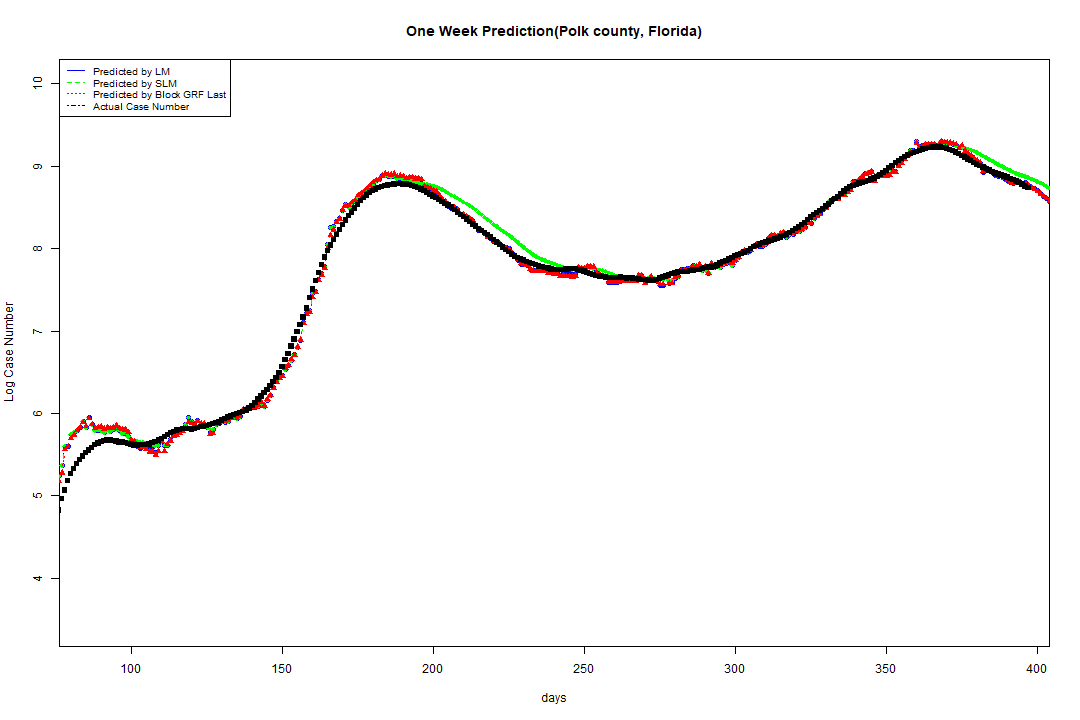 One Week Prediction(Polk county, Florida)
Predicted by LM
Predicted by SLM
Predicted by Block GRF Last
Actual Case Number
10
9
8
7
6
5
4
Log Case Number
100 150 200 250 300 350 400
days